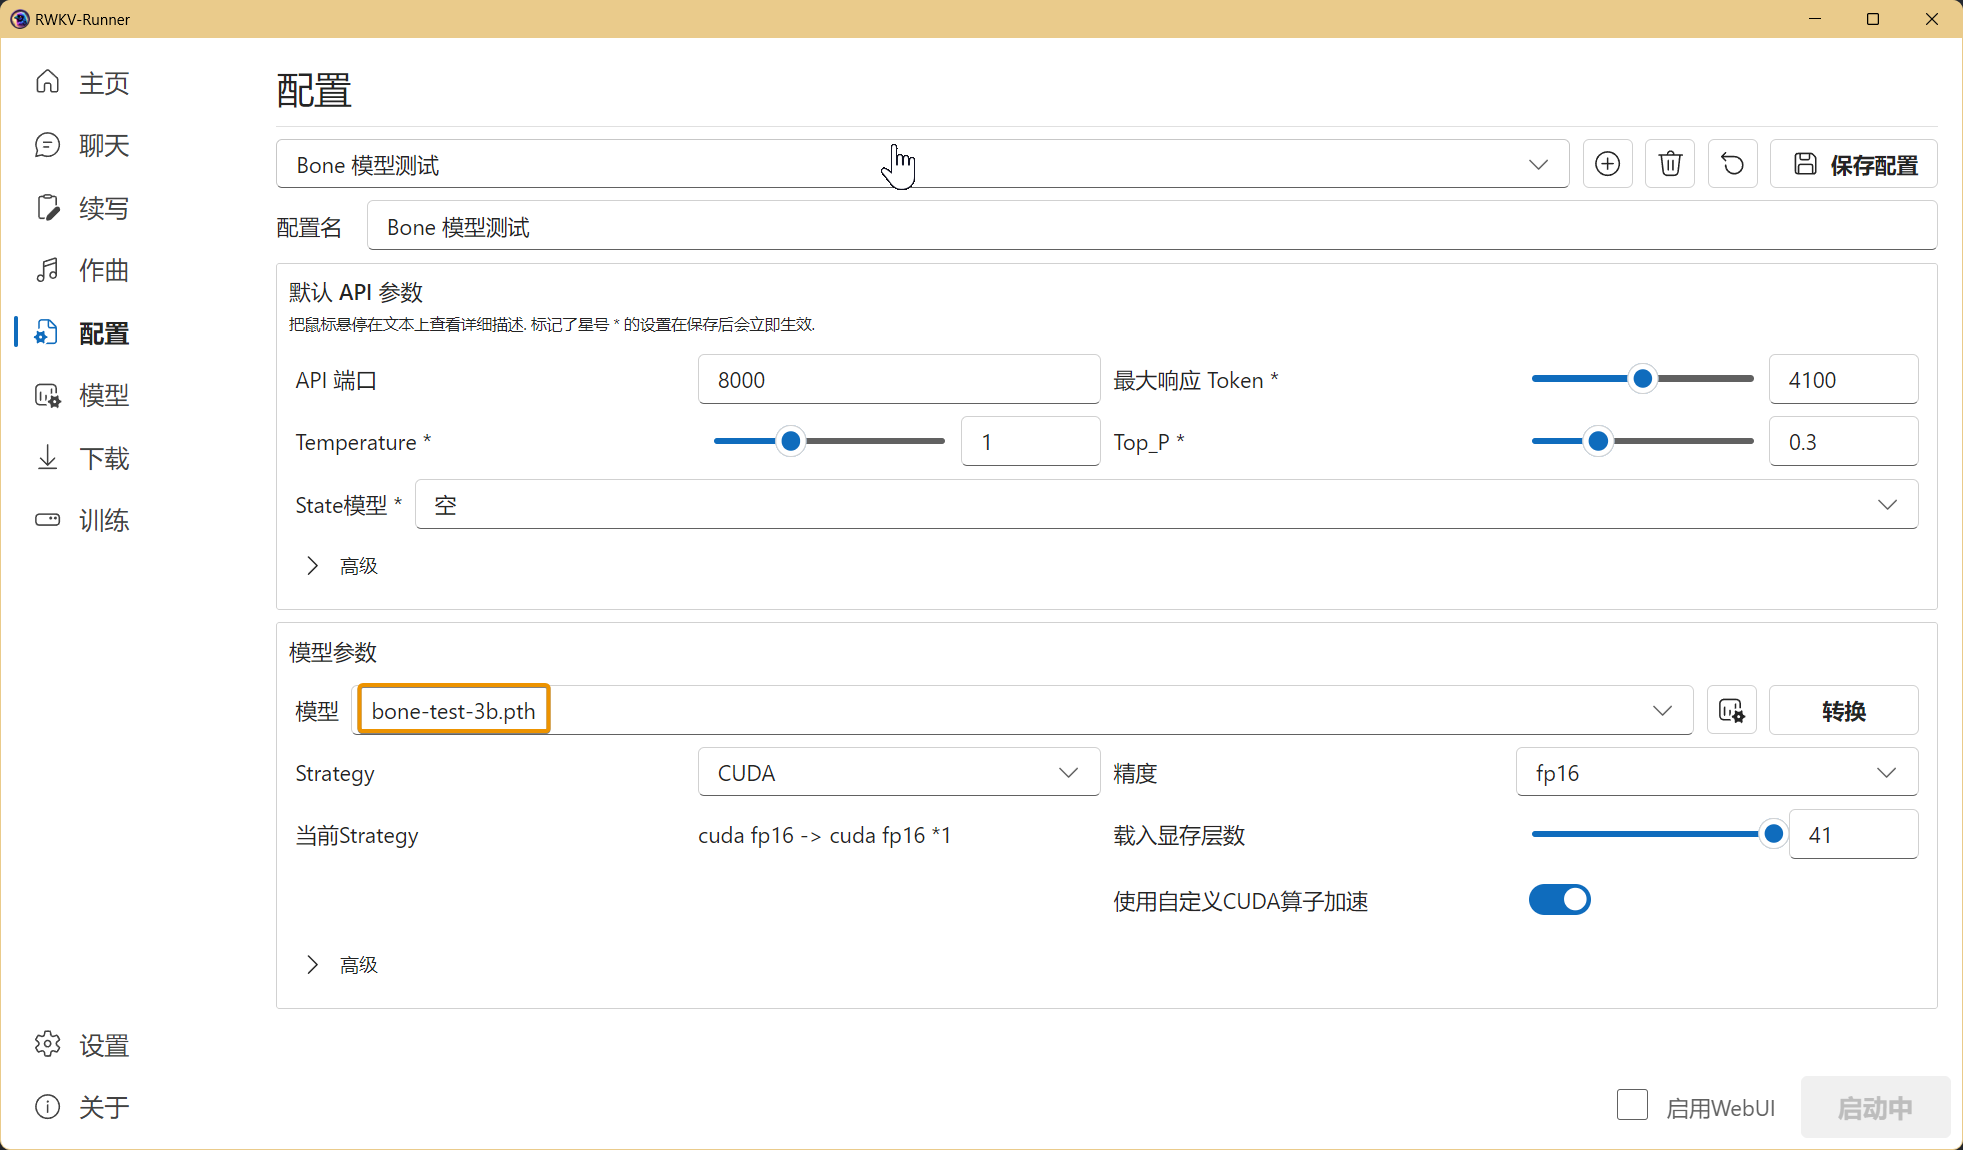 RWKV-Runner
主页
聊天
续写
作曲
配置
模型
下载
训练
设置
关于
配置
Bone 模型测试
保存配置
配置名 Bone 模型测试
默认 API 参数
把鼠标悬停在文本上查看详细描述. 标记了星号 * 的设置在保存后会立即生效.
API 端口 8000 最大响应 Token * 4100
Temperature * 1 Top_P * 0.3
State模型 * 空
高级
模型参数
模型 bone-test-3b.pth 转换
Strategy CUDA 精度 fp16
当前Strategy cuda fp16 -> cuda fp16 *1 载入显存层数 41
使用自定义CUDA算子加速
高级
启用WebUI 启动中